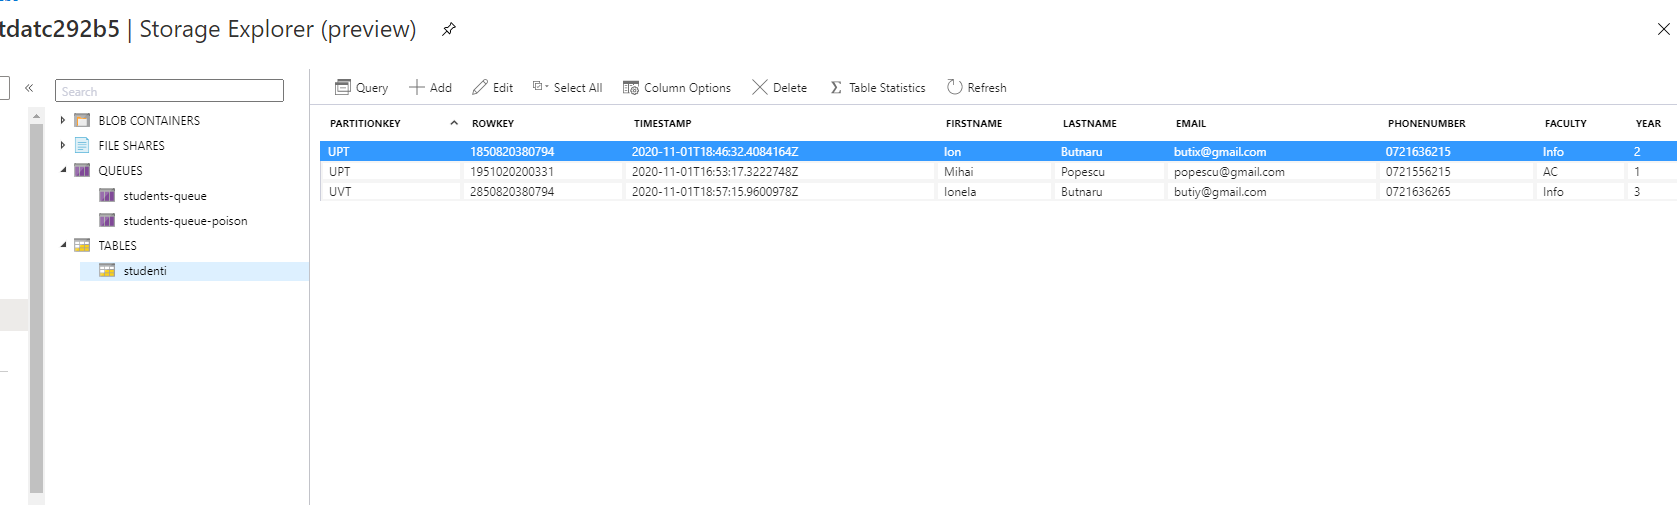 tdatc292b5 | Storage Explorer (preview)
«
Search
BLOB CONTAINERS
FILE SHARES
QUEUES
students-queue
students-queue-poison
TABLES
studenti
Query Add Edit Select All Column Options Delete Table Statistics Refresh
PARTITIONKEY ROWKEY TIMESTAMP FIRSTNAME LASTNAME EMAIL PHONENUMBER FACULTY YEAR
UPT 1850820380794 2020-11-01T18:46:32.4084164Z Ion Butnaru butix@gmail.com 0721636215 Info 2
UPT 1951020200331 2020-11-01T16:53:17.3222748Z Mihai Popescu popescu@gmail.com 0721556215 AC 1
UVT 2850820380794 2020-11-01T18:57:15.9600978Z Ionela Butnaru butiy@gmail.com 0721636265 Info 3